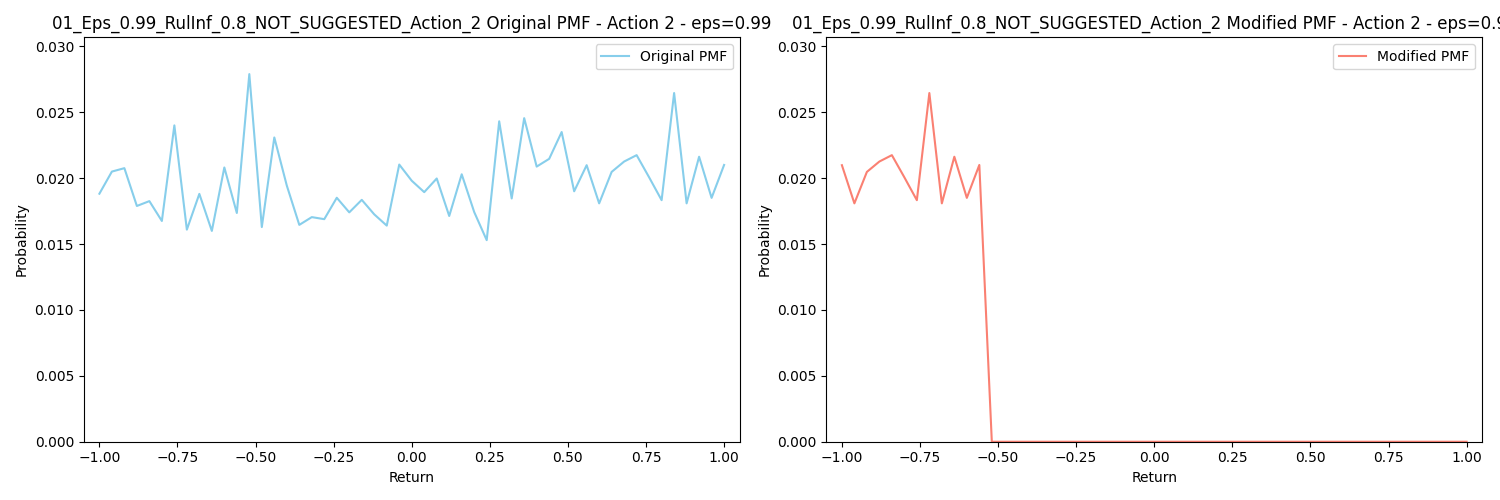 01_Eps_0.99_RulInf_0.8_NOT_SUGGESTED_Action_2 Original PMF - Action 2 - eps=0.99
Original PMF
0.030
0.025
0.020
0.015
0.010
0.005
0.000
Probability
−1.00 −0.75 −0.50 −0.25 0.00 0.25 0.50 0.75 1.00
Return
01_Eps_0.99_RulInf_0.8_NOT_SUGGESTED_Action_2 Modified PMF - Action 2 - eps=0.9
Modified PMF
0.030
0.025
0.020
0.015
0.010
0.005
0.000
Probability
−1.00 −0.75 −0.50 −0.25 0.00 0.25 0.50 0.75 1.00
Return